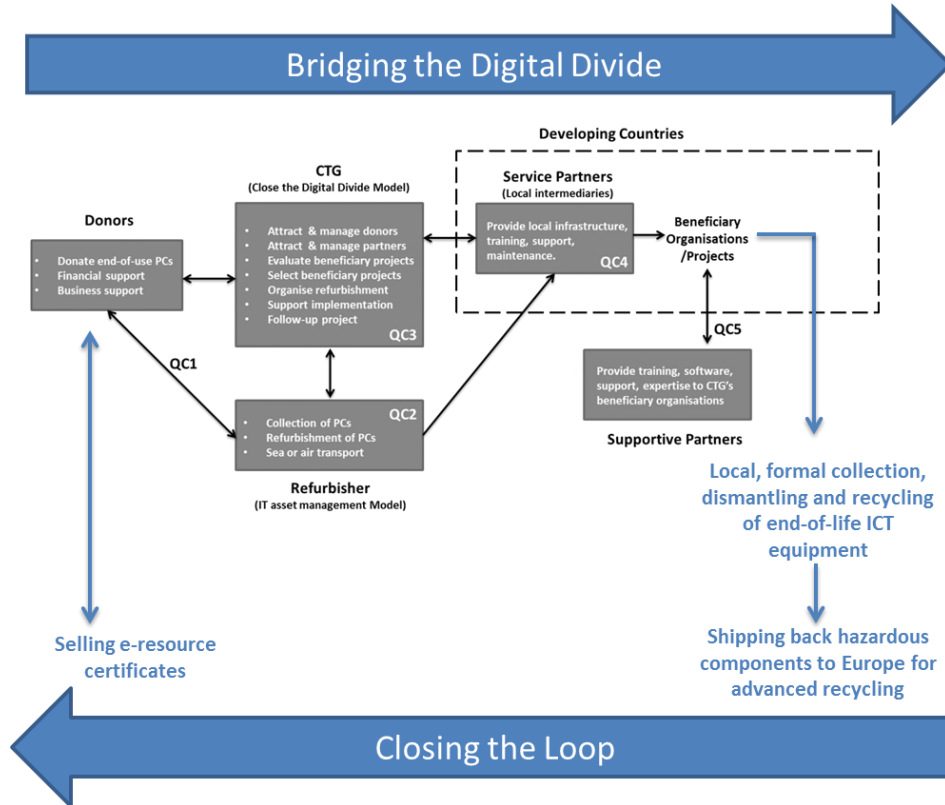 Bridging the Digital Divide
Developing Countries
CTG
(Close the Digital Divide Model)
Service Partners
(Local intermediaries)
Donors
• Donate end-of-use PCs
• Financial support
• Business support
• Attract & manage donors
• Attract & manage partners
• Evaluate beneficiary projects
• Select beneficiary projects
• Organise refurbishment
• Support implementation
• Follow-up project
QC3
Provide local infrastructure,
training, support,
maintenance.
QC4
Beneficiary
Organisations
/Projects
QC1
QC5
QC2
• Collection of PCs
• Refurbishment of PCs
• Sea or air transport
Refurbisher
(IT asset management Model)
Provide training, software,
support, expertise to CTG's
beneficiary organisations
Supportive Partners
Local, formal collection,
dismantling and recycling
of end-of-life ICT
equipment
Selling e-resource
certificates
Shipping back hazardous
components to Europe for
advanced recycling
Closing the Loop